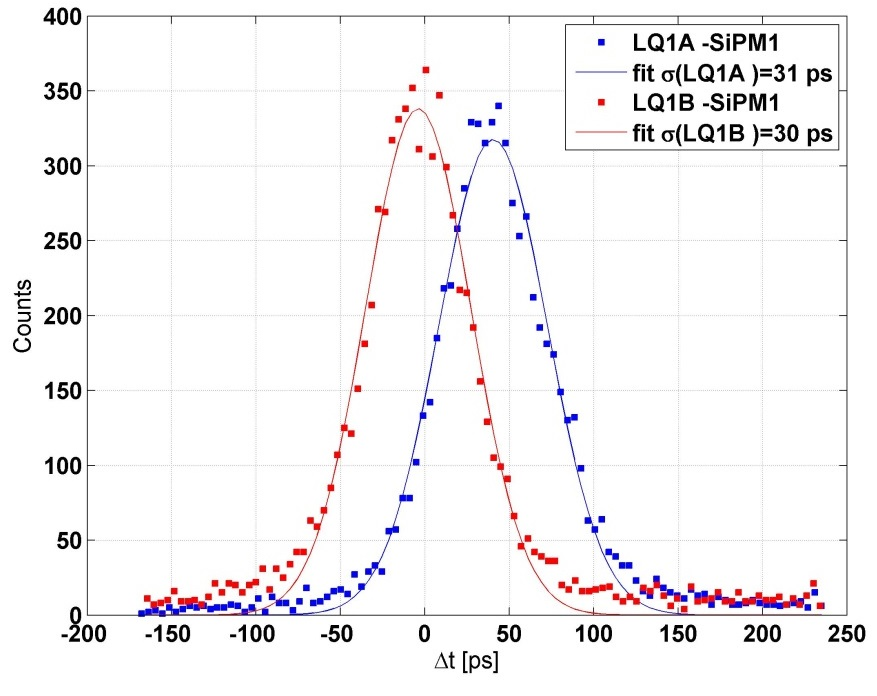 400
350
300
250
200
150
100
50
0
Counts
-200 -150 -100 -50 0 50 100 150 200 250
Δt [ps]
LQ1A -SiPM1
fit σ(LQ1A )=31 ps
LQ1B -SiPM1
fit σ(LQ1B )=30 ps